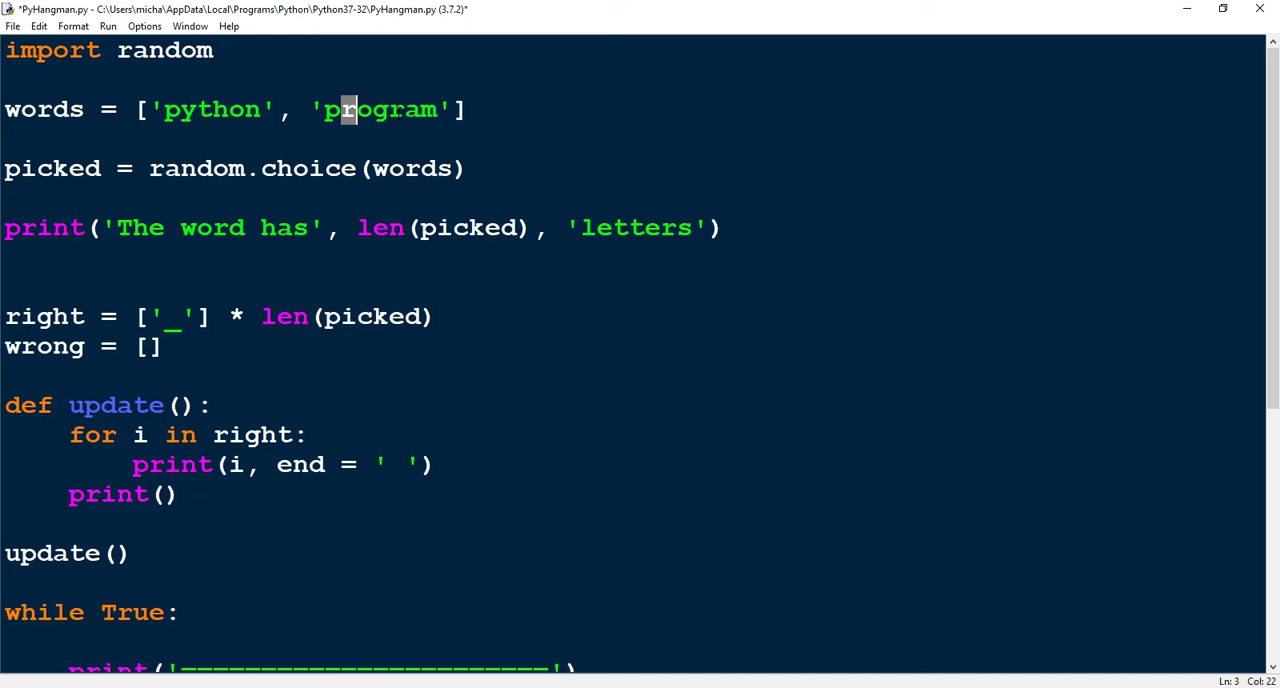 *PyHangman.py - C:\Users\micha\AppData\Local\Programs\Python\Python37-32\PyHangman.py (3.7.2)*
File Edit Format Run Options Window Help
import random
words = ['python', 'program']
picked = random.choice(words)
print('The word has', len(picked), 'letters')
right = ['_'] * len(picked)
wrong = []
def update():
    for i in right:
        print(i, end = ' ')
    print()
update()
while True:
    print('=======================')
Ln: 3 Col: 22